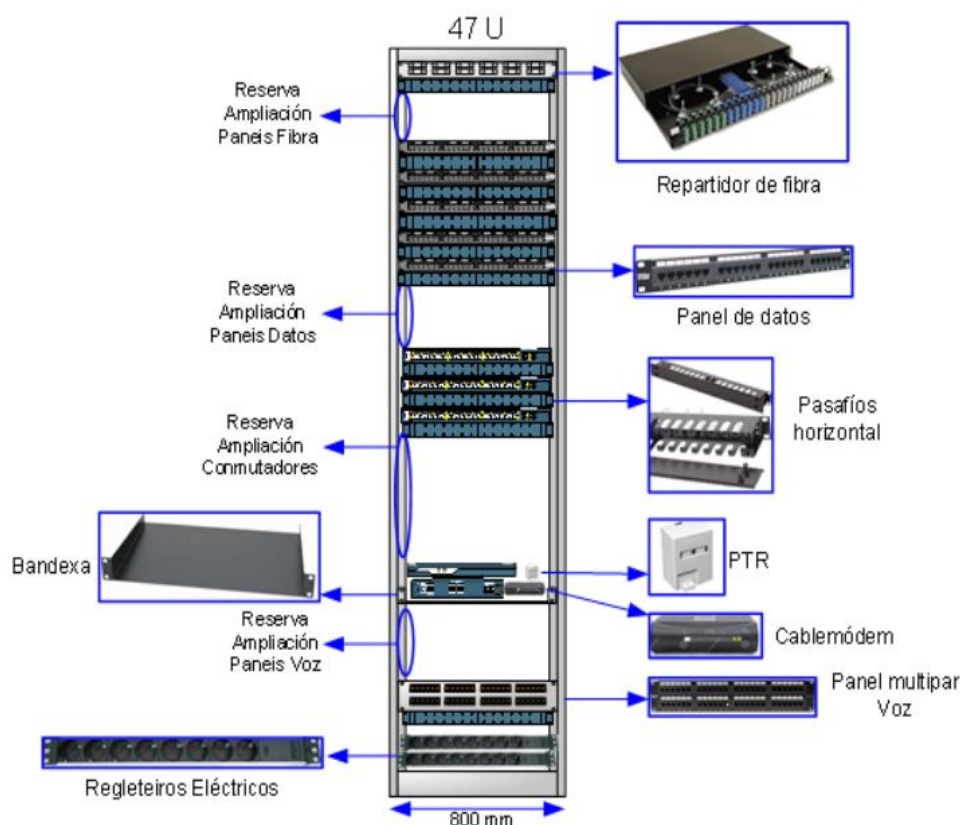 47 U
Reserva
Ampliación
Paneis Fibra
Repartidor de fibra
Reserva
Ampliación
Paneis Datos
Panel de datos
Reserva
Ampliación
Conmutadores
Pasafíos
horizontal
Bandexa
PTR
Reserva
Ampliación
Paneis Voz
Cablemódem
Panel multipar
Voz
Regleteiros Eléctricos
800 mm